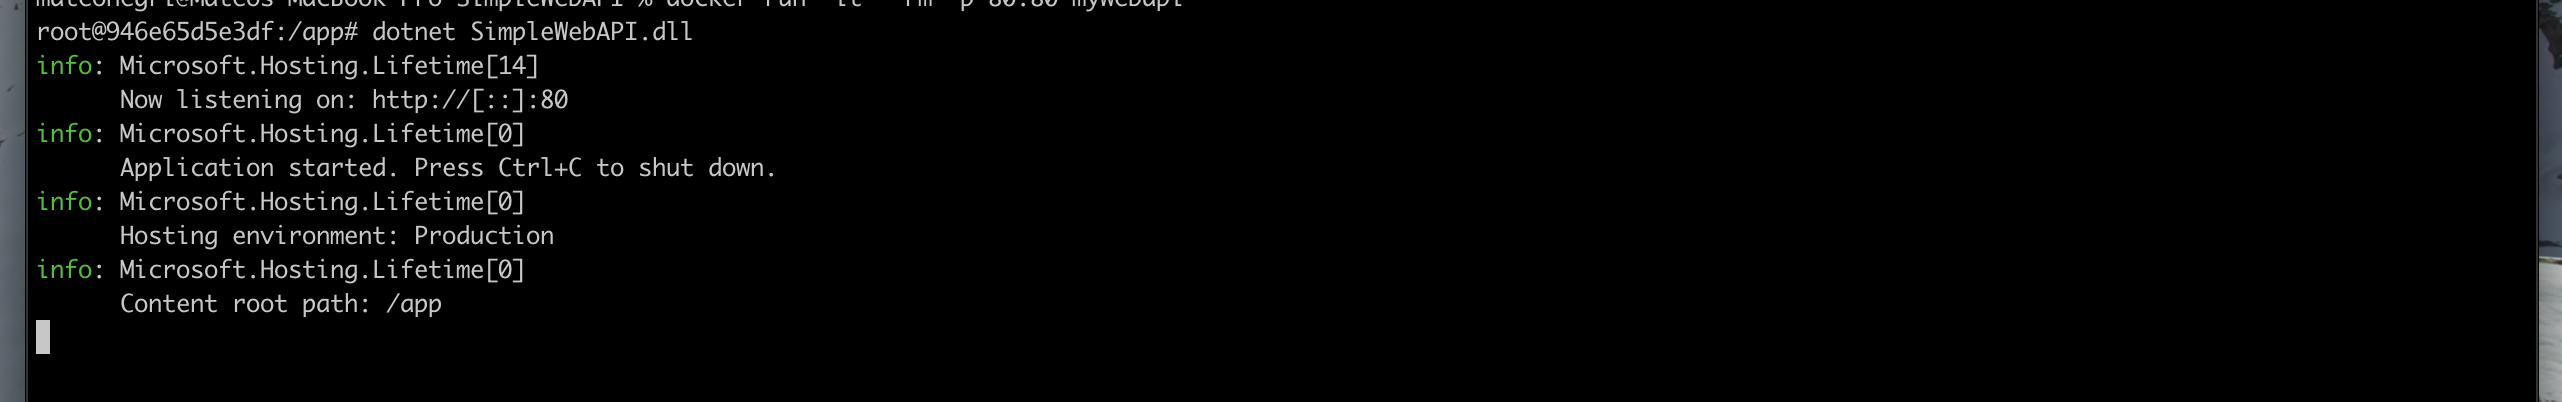 root@946e65d5e3df:/app# dotnet SimpleWebAPI.dll
info: Microsoft.Hosting.Lifetime[14]
      Now listening on: http://[::]:80
info: Microsoft.Hosting.Lifetime[0]
      Application started. Press Ctrl+C to shut down.
info: Microsoft.Hosting.Lifetime[0]
      Hosting environment: Production
info: Microsoft.Hosting.Lifetime[0]
      Content root path: /app